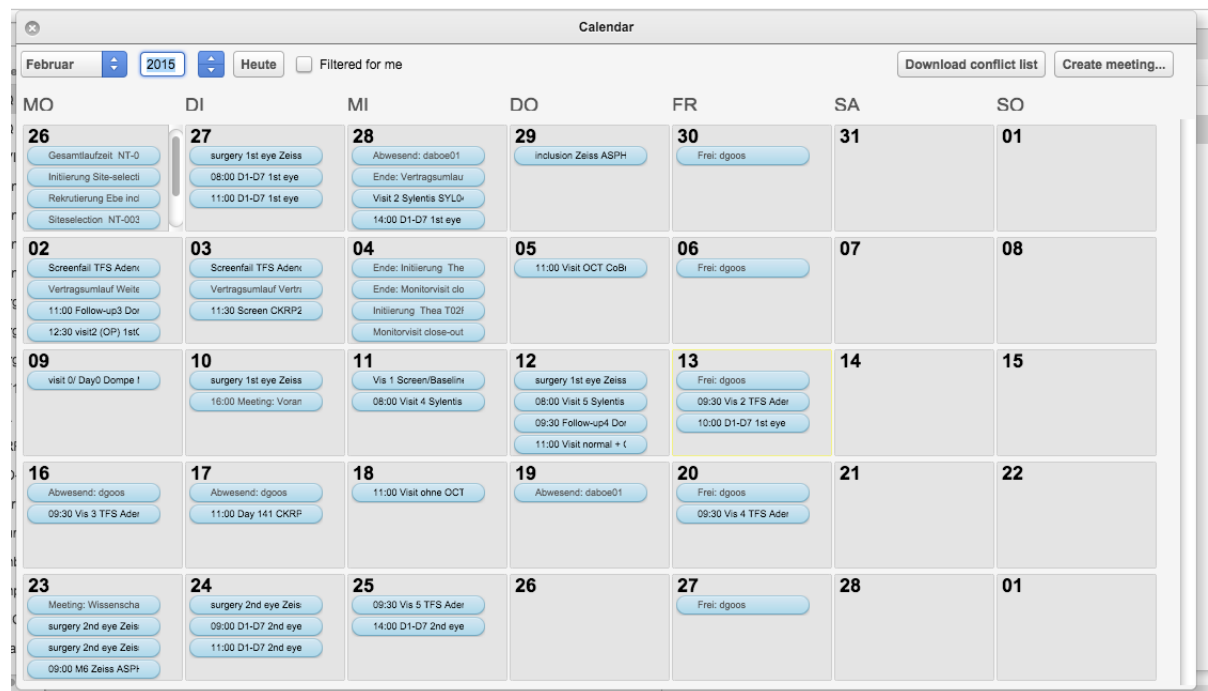 Calendar
Februar 2015 Heute Filtered for me Download conflict list Create meeting...
MO DI MI DO FR SA SO
26 27 28 29 30 31 01
Gesamtlaufzeit NT-0 surgery 1st eye Zeiss Abwesend: daboe01 inclusion Zeiss ASPH Frei: dgoos
Initiierung Site-selecti 08:00 D1-D7 1st eye Ende: Vertragsumlau
Rekrutierung Ebe incl 11:00 D1-D7 1st eye Visit 2 Sylentis SYL0
Siteselection NT-003 14:00 D1-D7 1st eye
02 03 04 05 06 07 08
Screenfail TFS Aden Screenfail TFS Aden Ende: Initiierung The 11:00 Visit OCT CoB Frei: dgoos
Vertragsumlauf Weite Vertragsumlauf Vertr Ende: Monitorvisit clo
11:00 Follow-up3 Dor 11:30 Screen CKRP2 Initiierung Thea T02F
12:30 visit2 (OP) 1st Monitorvisit close-out
09 10 11 12 13 14 15
visit 0/ Day0 Dompe surgery 1st eye Zeiss Vis 1 Screen/Baseline surgery 1st eye Zeiss Frei: dgoos
16:00 Meeting: Voran 08:00 Visit 4 Sylentis 08:00 Visit 5 Sylentis 09:30 Vis 2 TFS Ader
09:30 Follow-up4 Dor 10:00 D1-D7 1st eye
11:00 Visit normal + (
16 17 18 19 20 21 22
Abwesend: dgoos Abwesend: dgoos 11:00 Visit ohne OCT Abwesend: daboe01 Frei: dgoos
09:30 Vis 3 TFS Ader 11:00 Day 141 CKRP 09:30 Vis 4 TFS Ader
23 24 25 26 27 28 01
Meeting: Wissenscha surgery 2nd eye Zeis 09:30 Vis 5 TFS Ader Frei: dgoos
surgery 2nd eye Zeis 09:00 D1-D7 2nd eye 14:00 D1-D7 2nd eye
surgery 2nd eye Zeis 11:00 D1-D7 2nd eye
09:00 M6 Zeiss ASPH